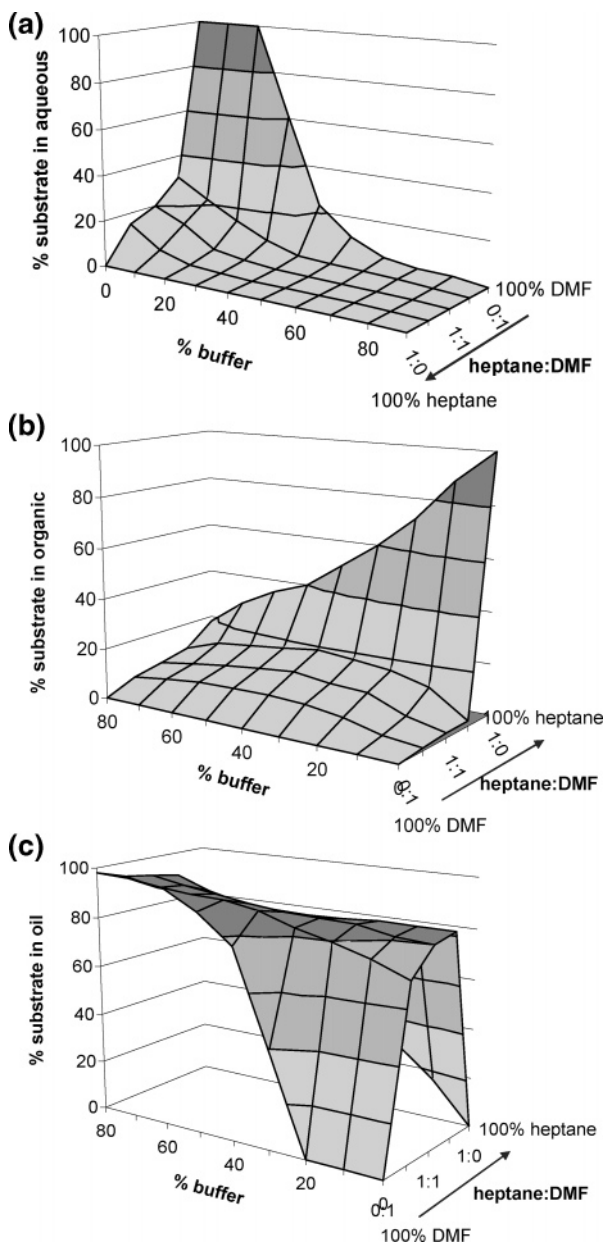 (a)
% substrate in aqueous
100
80
60
40
20
0
0
20
40
60
80
% buffer
1:0
1:1
0:1
100% DMF
heptane:DMF
100% heptane
(b)
% substrate in organic
100
80
60
40
20
0
80
60
40
20
0
% buffer
0:1
1:1
1:0
100% heptane
heptane:DMF
100% DMF
(c)
% substrate in oil
100
80
60
40
20
0
80
60
40
20
0
% buffer
0:1
1:1
1:0
100% heptane
heptane:DMF
100% DMF